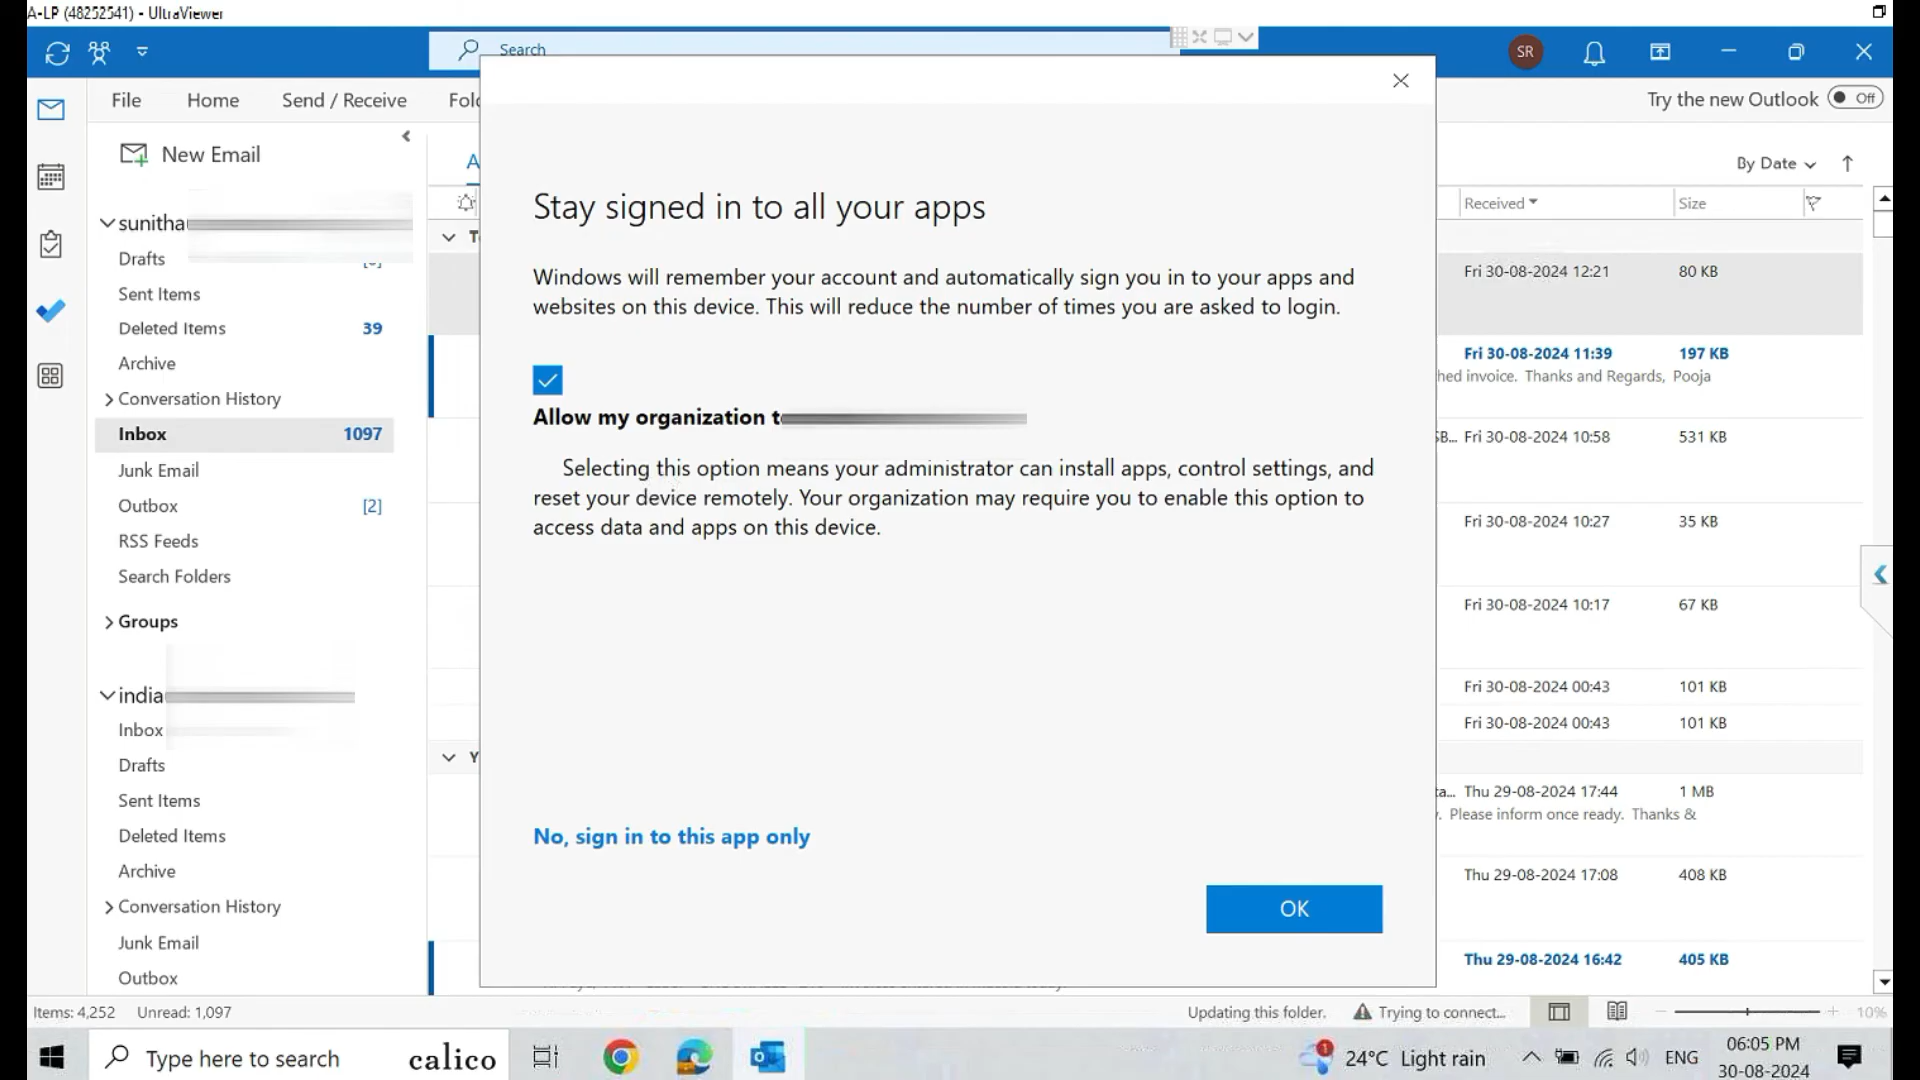 A-LP (48252541) - UltraViewer
Search
SR
File Home Send / Receive
Try the new Outlook Off
New Email
By Date
Received Size
sunitha
Drafts
Sent Items
Deleted Items 39
Archive
Conversation History
Inbox 1097
Junk Email
Outbox [2]
RSS Feeds
Search Folders
Groups
india
Inbox
Drafts
Sent Items
Deleted Items
Archive
Conversation History
Junk Email
Outbox
Stay signed in to all your apps
Windows will remember your account and automatically sign you in to your apps and
websites on this device. This will reduce the number of times you are asked to login.
Allow my organization
Selecting this option means your administrator can install apps, control settings, and
reset your device remotely. Your organization may require you to enable this option to
access data and apps on this device.
No, sign in to this app only
OK
Fri 30-08-2024 12:21 80 KB
Fri 30-08-2024 11:39 197 KB
invoice. Thanks and Regards, Pooja
Fri 30-08-2024 10:58 531 KB
Fri 30-08-2024 10:27 35 KB
Fri 30-08-2024 10:17 67 KB
Fri 30-08-2024 00:43 101 KB
Fri 30-08-2024 00:43 101 KB
Thu 29-08-2024 17:44 1 MB
Please inform once ready. Thanks &
Thu 29-08-2024 17:08 408 KB
Thu 29-08-2024 16:42 405 KB
Items: 4,252 Unread: 1,097
Updating this folder. Trying to connect... 10%
Type here to search calico
1 24°C Light rain ENG
06:05 PM
30-08-2024